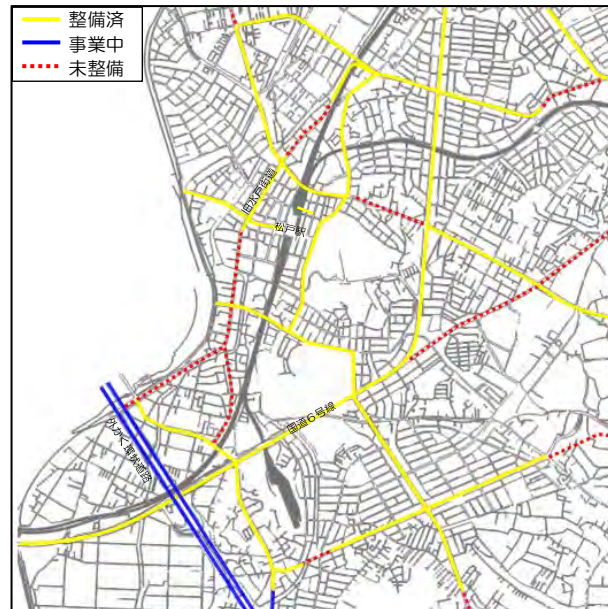 整備済
事業中
未整備
旧水戸街道
松戸駅
国道6号線
外かく環状道路